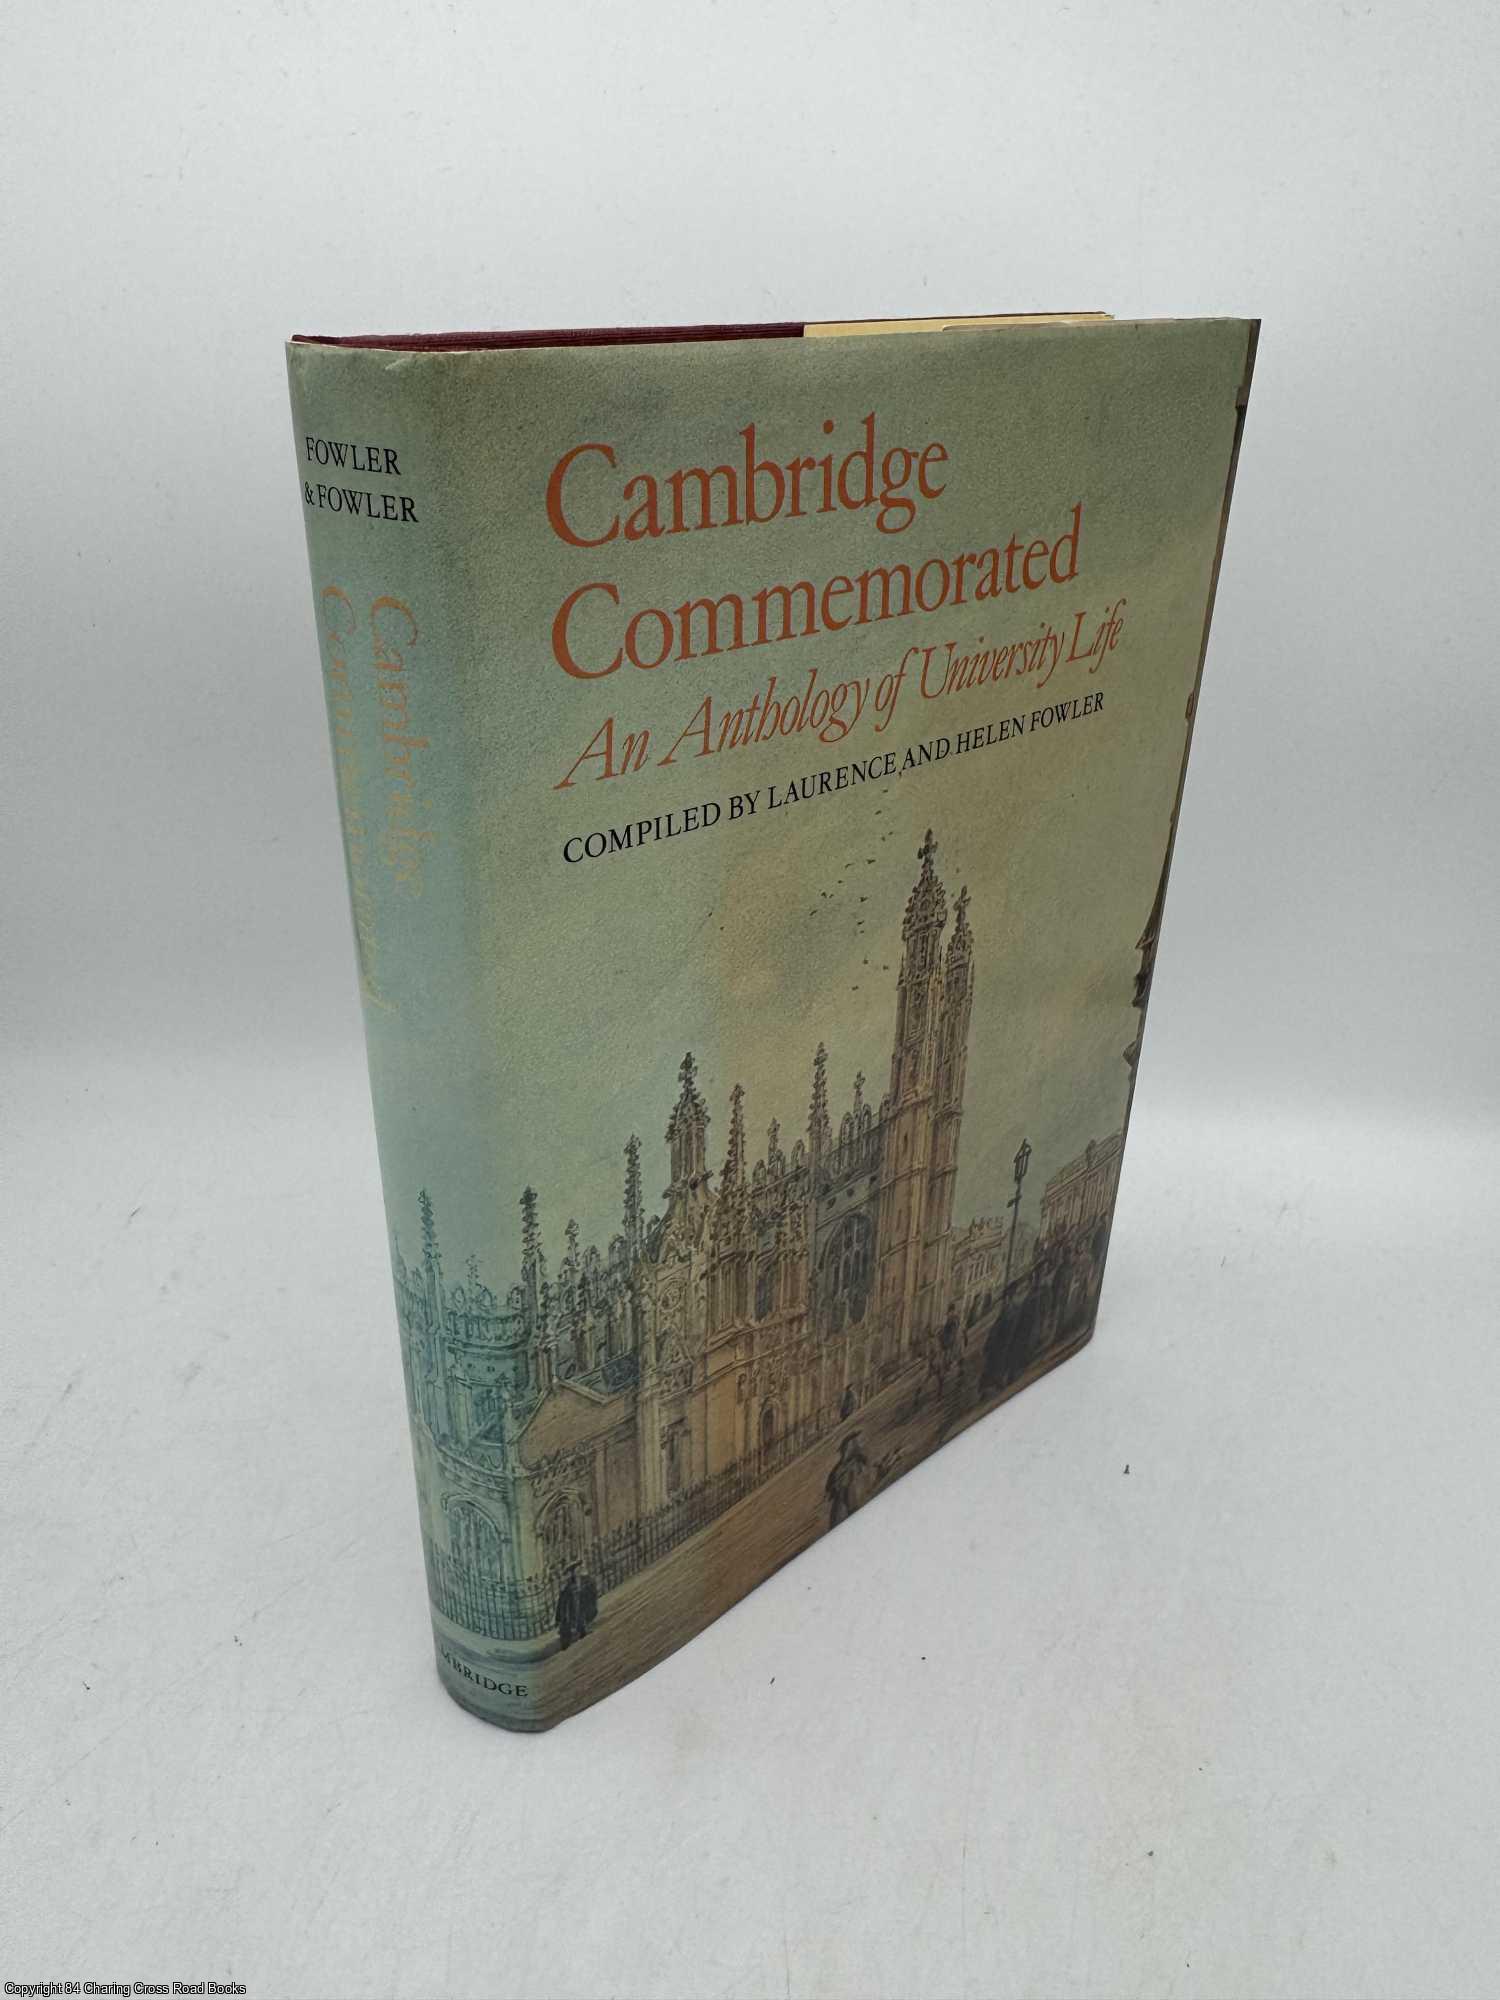 FOWLER
& FOWLER
Cambridge
Commemorated
MBRIDGE
Cambridge
Commemorated
An Anthology of University Life
COMPILED BY LAURENCE AND HELEN FOWLER
Copyright 84 Charing Cross Road Books